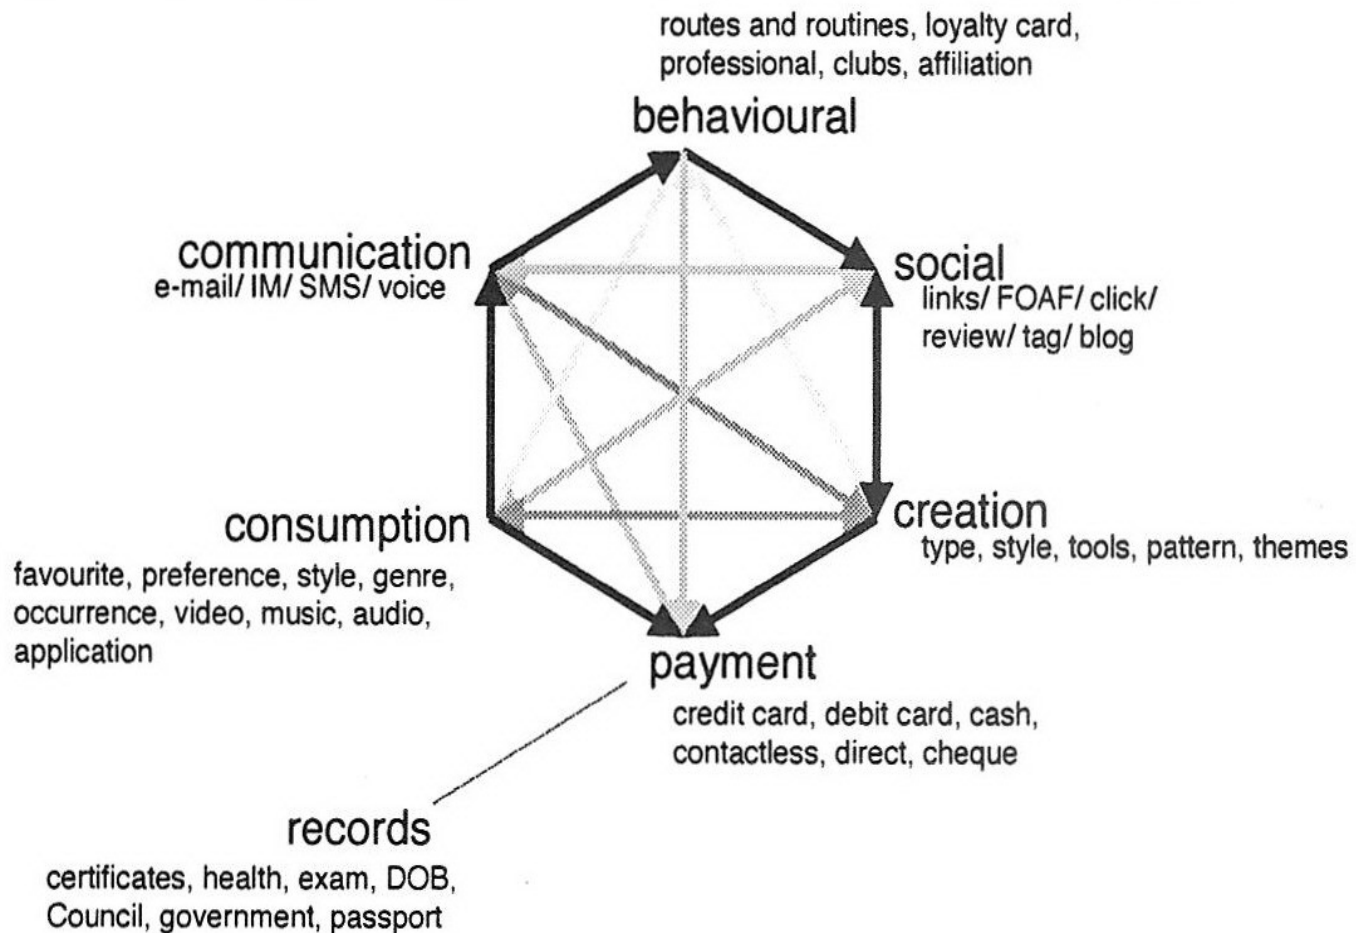 routes and routines, loyalty card,
professional, clubs, affiliation
behavioural
communication
e-mail/ IM/ SMS/ voice
social
links/ FOAF/ click/
review/ tag/ blog
consumption
favourite, preference, style, genre,
occurrence, video, music, audio,
application
creation
type, style, tools, pattern, themes
payment
credit card, debit card, cash,
contactless, direct, cheque
records
certificates, health, exam, DOB,
Council, government, passport